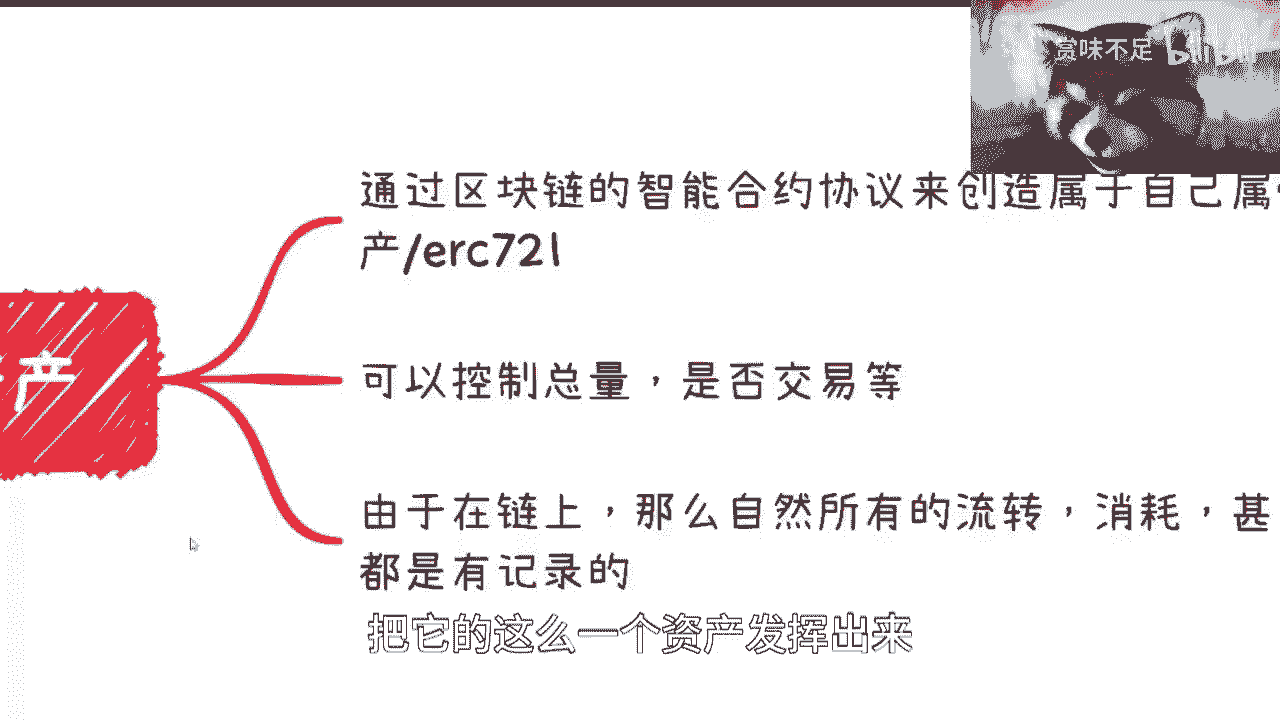 赏味不足 bilibili
通过区块链的智能合约协议来创造属于自己属
产/erc721
产
可以控制总量，是否交易等
由于在链上，那么自然所有的流转，消耗，甚
都是有记录的
把它的这么一个资产发挥出来